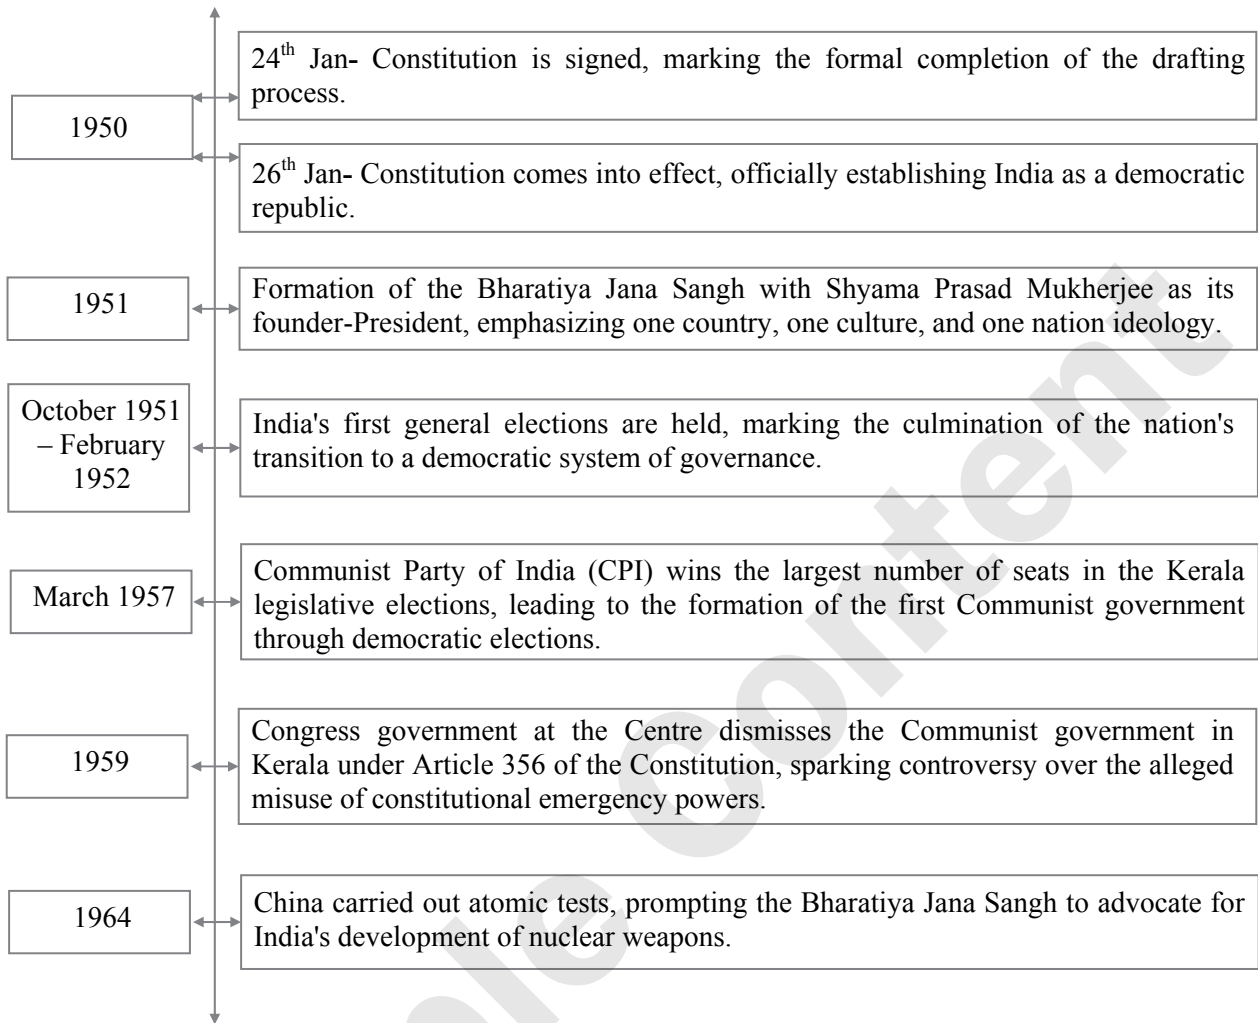 24th Jan- Constitution is signed, marking the formal completion of the drafting
process.
1950
26th Jan- Constitution comes into effect, officially establishing India as a democratic
republic.
1951
Formation of the Bharatiya Jana Sangh with Shyama Prasad Mukherjee as its
founder-President, emphasizing one country, one culture, and one nation ideology.
October 1951
– February
1952
India's first general elections are held, marking the culmination of the nation's
transition to a democratic system of governance.
March 1957
Communist Party of India (CPI) wins the largest number of seats in the Kerala
legislative elections, leading to the formation of the first Communist government
through democratic elections.
1959
Congress government at the Centre dismisses the Communist government in
Kerala under Article 356 of the Constitution, sparking controversy over the alleged
misuse of constitutional emergency powers.
1964
China carried out atomic tests, prompting the Bharatiya Jana Sangh to advocate for
India's development of nuclear weapons.
Content